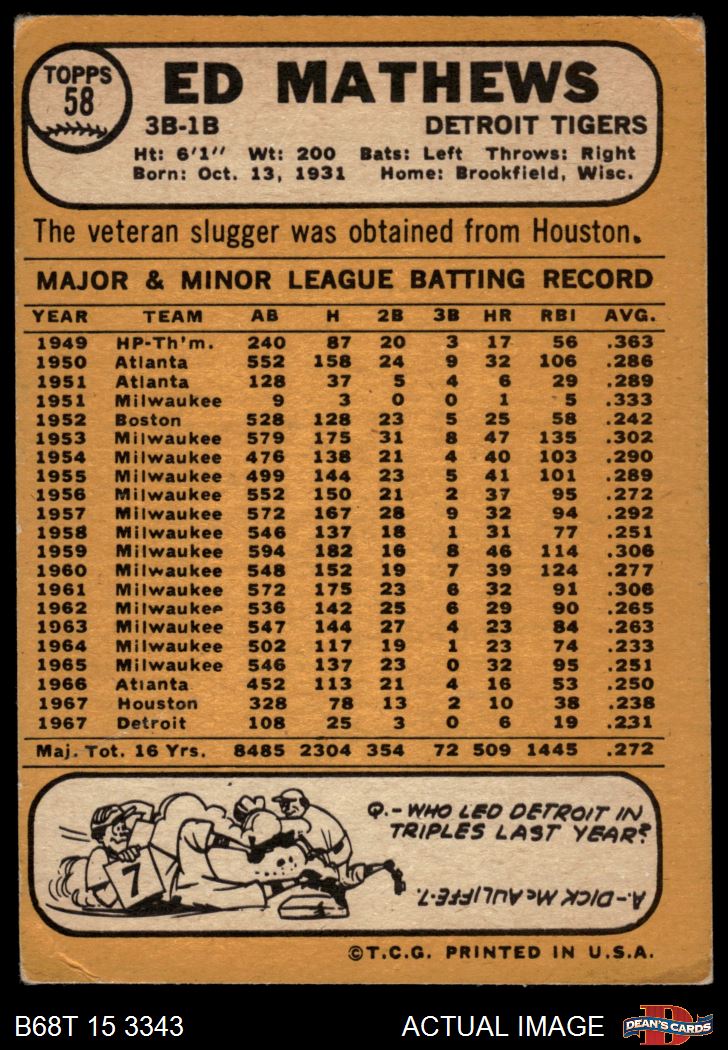 TOPPS
58
ED MATHEWS
3B-1B DETROIT TIGERS
Ht: 6'1" Wt: 200 Bats: Left Throws: Right
Born: Oct. 13, 1931 Home: Brookfield, Wisc.
The veteran slugger was obtained from Houston.
MAJOR & MINOR LEAGUE BATTING RECORD
YEAR TEAM AB H 2B 3B HR RBI AVG.
1949 HP-Th'm. 240 87 20 3 17 56 .363
1950 Atlanta 552 158 24 9 32 106 .286
1951 Atlanta 128 37 5 4 6 29 .289
1951 Milwaukee 9 3 0 0 1 5 .333
1952 Boston 528 128 23 5 25 58 .242
1953 Milwaukee 579 175 31 8 47 135 .302
1954 Milwaukee 476 138 21 4 40 103 .290
1955 Milwaukee 499 144 23 5 41 101 .289
1956 Milwaukee 552 150 21 2 37 95 .272
1957 Milwaukee 572 167 28 9 32 94 .292
1958 Milwaukee 546 137 18 1 31 77 .251
1959 Milwaukee 594 182 16 8 46 114 .306
1960 Milwaukee 548 152 19 7 39 124 .277
1961 Milwaukee 572 175 23 6 32 91 .306
1962 Milwaukee 536 142 25 6 29 90 .265
1963 Milwaukee 547 144 27 4 23 84 .263
1964 Milwaukee 502 117 19 1 23 74 .233
1965 Milwaukee 546 137 23 0 32 95 .251
1966 Atlanta 452 113 21 4 16 53 .250
1967 Houston 328 78 13 2 10 38 .238
1967 Detroit 108 25 3 0 6 19 .231
Maj. Tot. 16 Yrs. 8485 2304 354 72 509 1445 .272
7
Q.-WHO LED DETROIT IN
TRIPLES LAST YEAR?
A.-DICK McAULIFFE-7.
©T.C.G. PRINTED IN U.S.A.
B68T 15 3343 ACTUAL IMAGE
D
DEAN'S CARDS